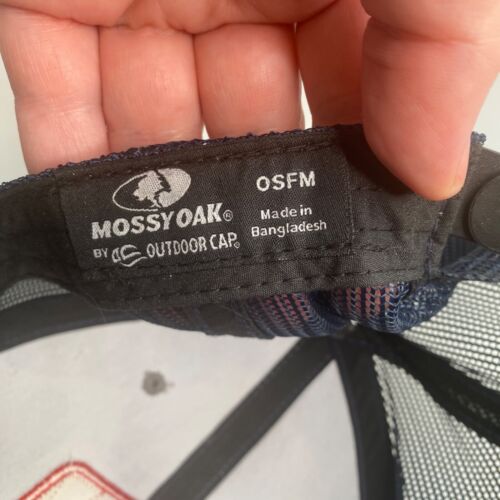 MOSSY OAK®
BY OUTDOOR CAP®
OSFM
Made in
Bangladesh